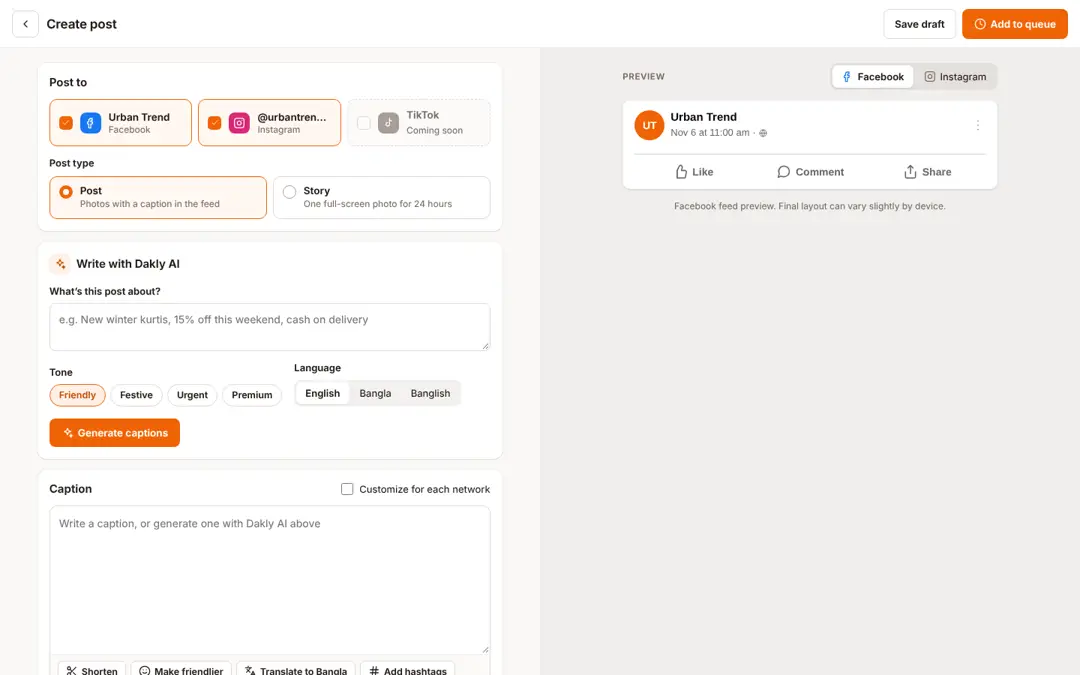 Create post
Save draft
Add to queue
Post to
Urban Trend
Facebook
@urbantren...
Instagram
TikTok
Coming soon
Post type
Post
Photos with a caption in the feed
Story
One full-screen photo for 24 hours
Write with Dakly AI
What's this post about?
e.g. New winter kurtis, 15% off this week, cash on delivery
Tone
Friendly
Festive
Urgent
Premium
Language
English
Bangla
Banglish
Generate captions
Caption
Customize for each network
Write a caption, or generate one with Dakly AI above
Shorten
Make friendlier
Translate to Bangla
Add hashtags
PREVIEW
Facebook
Instagram
UT
Urban Trend
Nov 6 at 11:00 am ·
Like
Comment
Share
Facebook feed preview. Final layout can vary slightly by device.